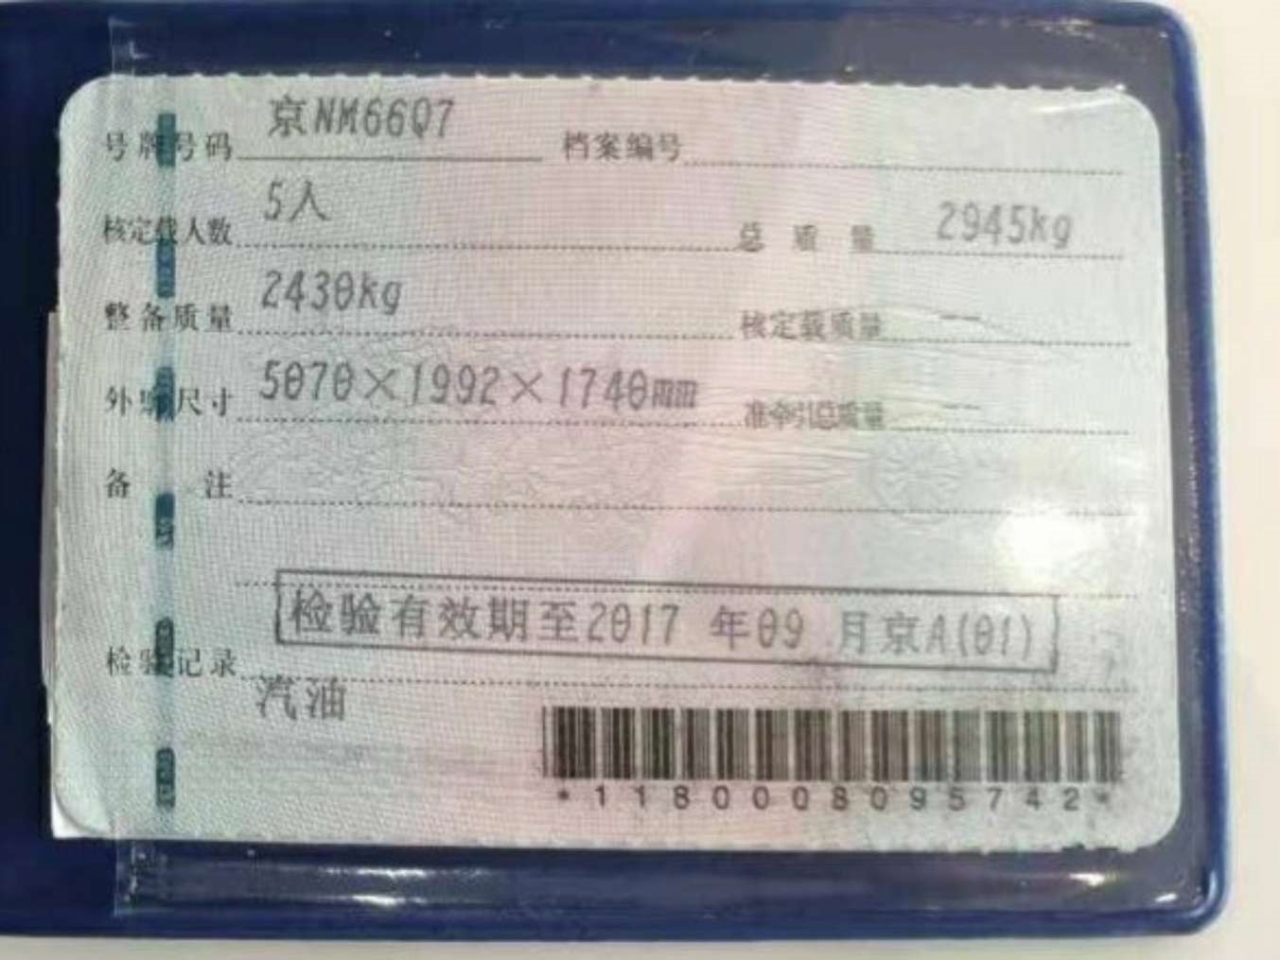 号牌号码 京NM66Q7 档案编号
核定载人数 5人 总质量 2945kg
整备质量 2430kg 核定载质量 --
外廓尺寸 5070×1992×1740mm 准牵引总质量 --
备注
检验有效期至2017 年09 月京A(01)
检验记录
汽油
*1180008095742*